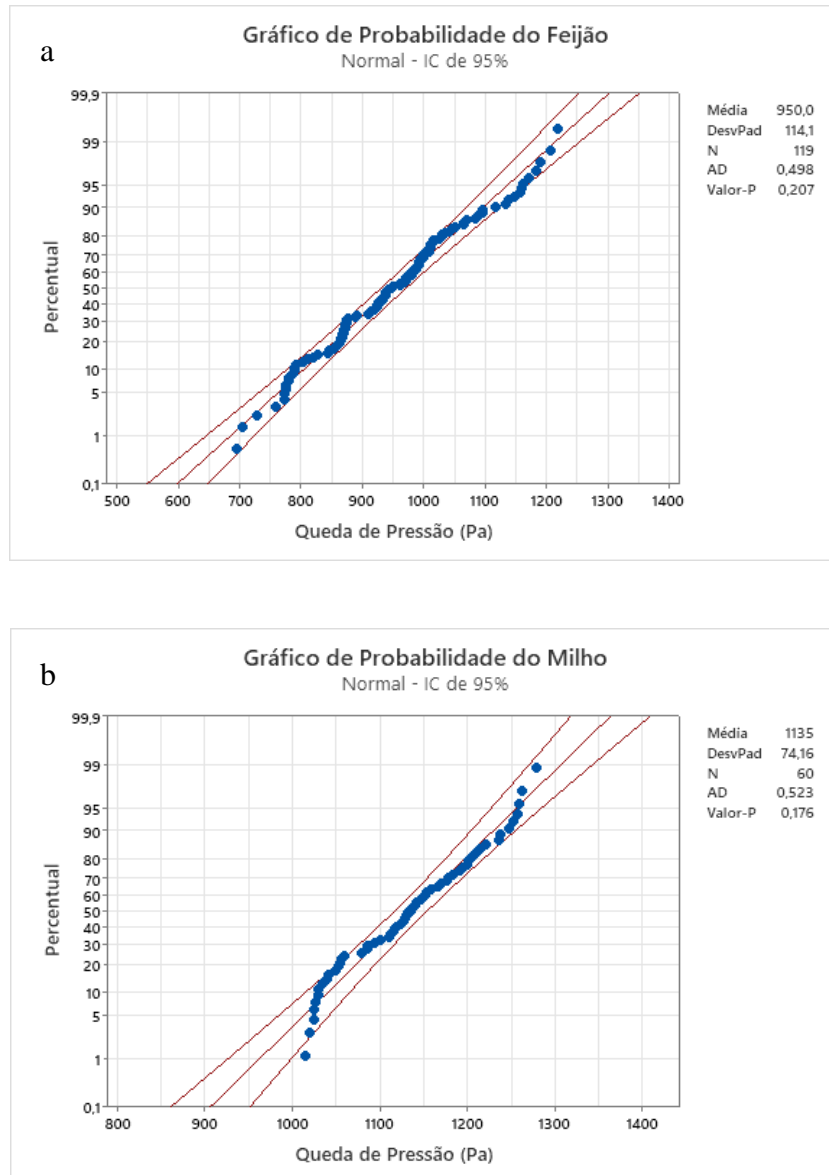 a
Gráfico de Probabilidade do Feijão
Normal - IC de 95%
99,9
99
95
90
80
70
60
50
40
30
20
10
5
1
0,1
Percentual
500 600 700 800 900 1000 1100 1200 1300 1400
Queda de Pressão (Pa)
Média 950,0
DesvPad 114,1
N 119
AD 0,498
Valor-P 0,207
b
Gráfico de Probabilidade do Milho
Normal - IC de 95%
99,9
99
95
90
80
70
60
50
40
30
20
10
5
1
0,1
Percentual
800 900 1000 1100 1200 1300 1400
Queda de Pressão (Pa)
Média 1135
DesvPad 74,16
N 60
AD 0,523
Valor-P 0,176